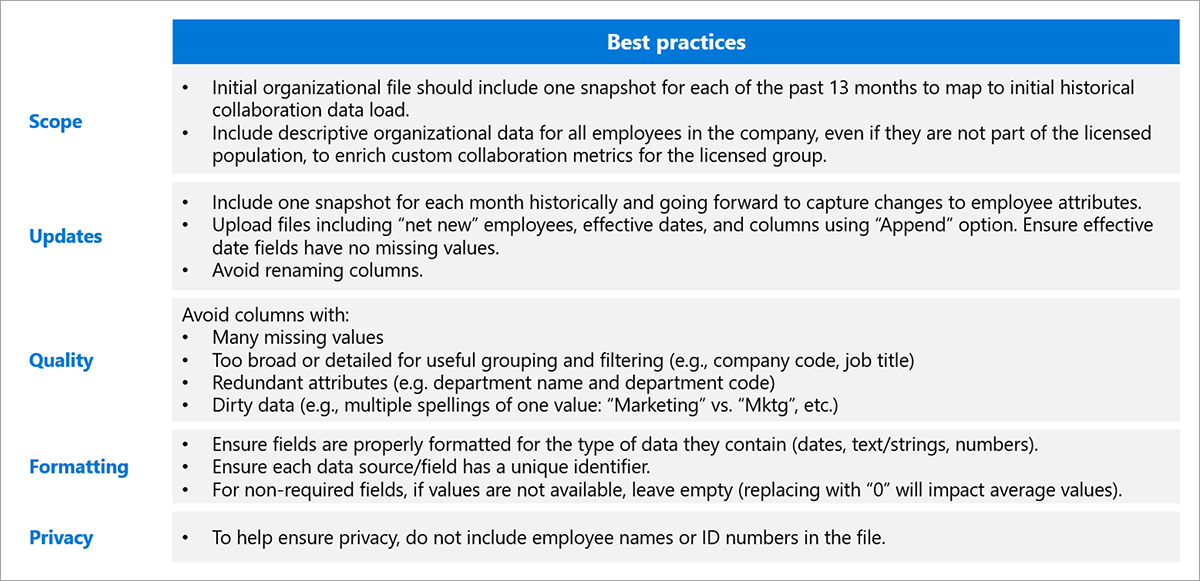 Best practices
Scope
• Initial organizational file should include one snapshot for each of the past 13 months to map to initial historical
collaboration data load.
• Include descriptive organizational data for all employees in the company, even if they are not part of the licensed
population, to enrich custom collaboration metrics for the licensed group.
Updates
• Include one snapshot for each month historically and going forward to capture changes to employee attributes.
• Upload files including “net new” employees, effective dates, and columns using “Append” option. Ensure effective
date fields have no missing values.
• Avoid renaming columns.
Quality
Avoid columns with:
• Many missing values
• Too broad or detailed for useful grouping and filtering (e.g., company code, job title)
• Redundant attributes (e.g. department name and department code)
• Dirty data (e.g., multiple spellings of one value: “Marketing” vs. “Mktg”, etc.)
Formatting
• Ensure fields are properly formatted for the type of data they contain (dates, text/strings, numbers).
• Ensure each data source/field has a unique identifier.
• For non-required fields, if values are not available, leave empty (replacing with “0” will impact average values).
Privacy
• To help ensure privacy, do not include employee names or ID numbers in the file.